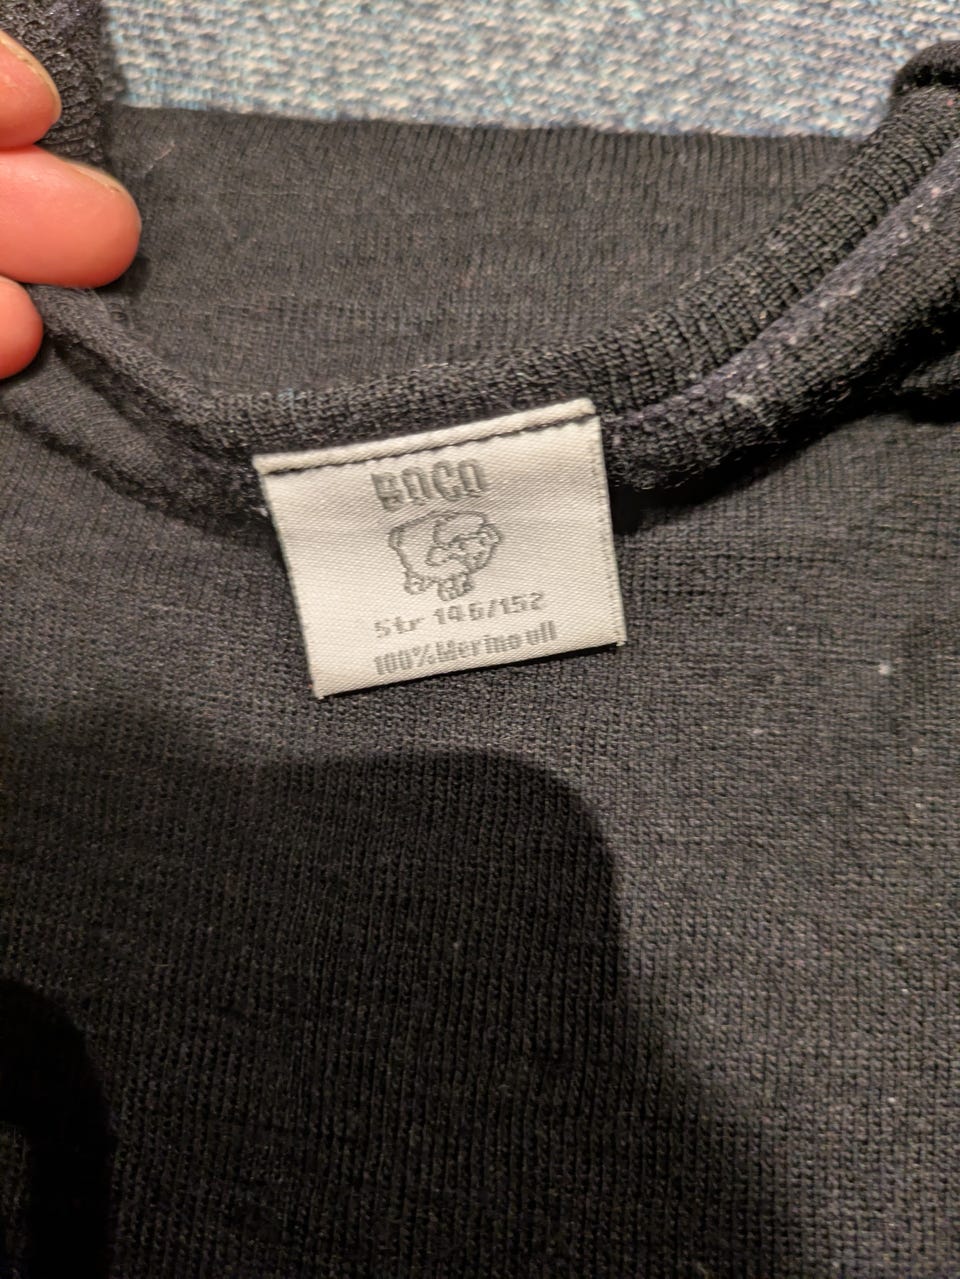 BOCO
Str 146/152
100% Merino ull